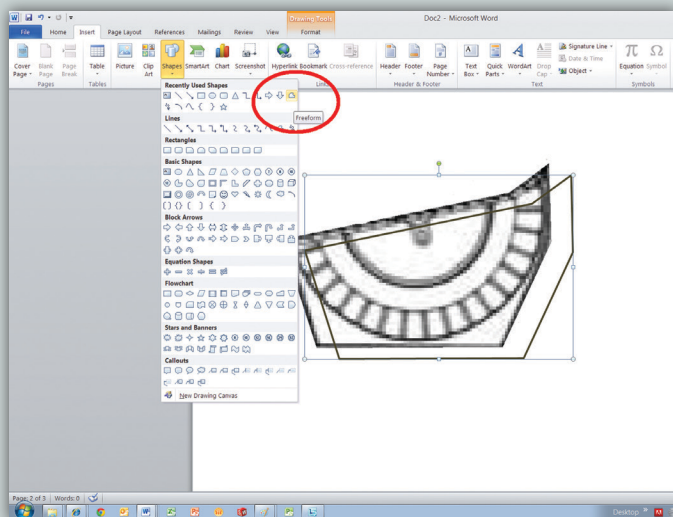 Drawing Tools
Doc2 - Microsoft Word
File Home Insert Page Layout References Mailings Review View Format
Cover Page
Blank Page
Page Break
Table
Picture
Clip Art
Shapes
SmartArt
Chart
Screenshot
Hyperlink
Bookmark
Cross-reference
Header
Footer
Page Number
Text Box
Quick Parts
WordArt
Drop Cap
Signature Line
Date & Time
Object
Equation
Symbol
Pages
Tables
Links
Header & Footer
Text
Symbols
Recently Used Shapes
Freeform
Lines
Rectangles
Basic Shapes
Block Arrows
Equation Shapes
Flowchart
Stars and Banners
Callouts
New Drawing Canvas
Page: 2 of 3 Words: 0
Desktop